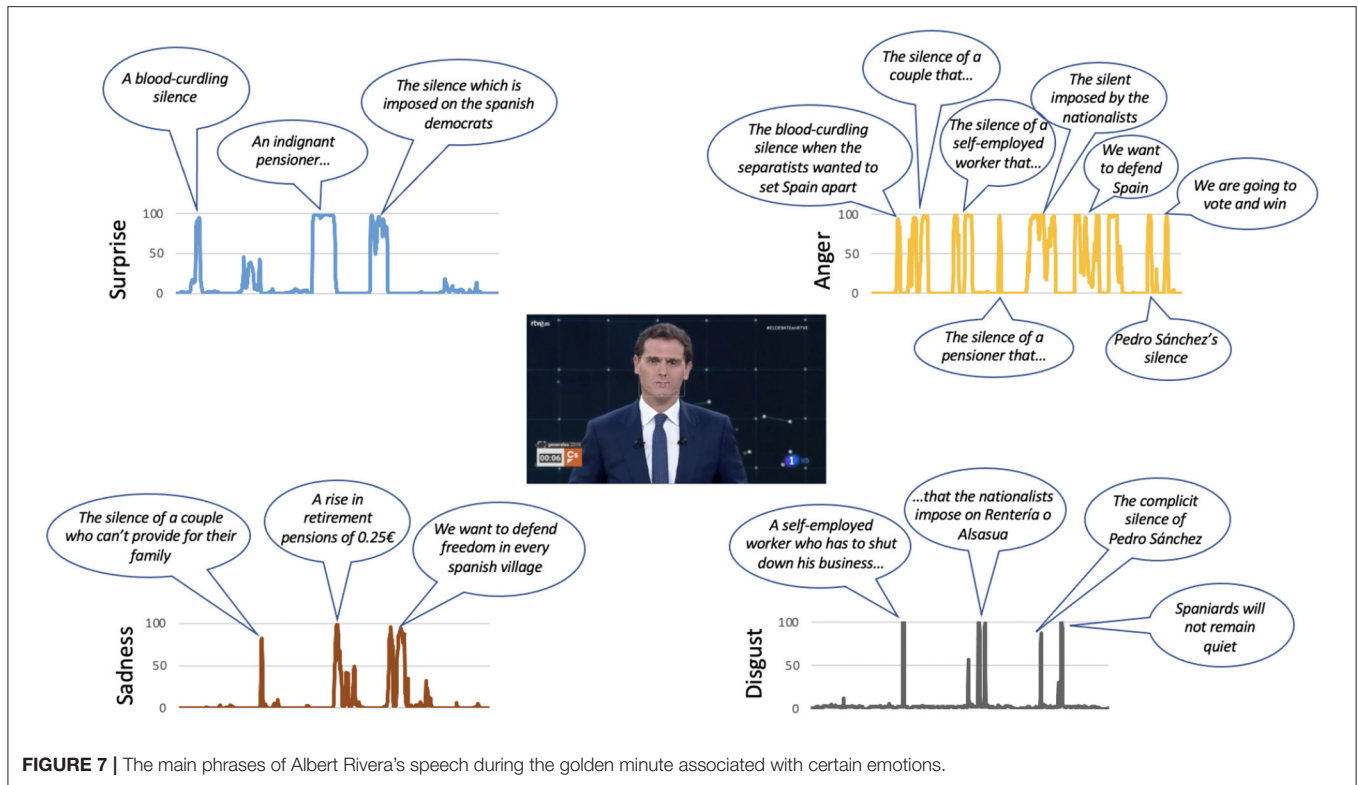 A blood-curdling
silence
An indignant
pensioner...
The silence which is
imposed on the spanish
democrats
Surprise
100
50
0
The silence of a
couple that...
The silent
imposed by the
nationalists
The blood-curdling
silence when the
separatists wanted to
set Spain apart
The silence of a
self-employed
worker that...
We want
to defend
Spain
We are going to
vote and win
Anger
100
50
0
The silence of a
pensioner that...
Pedro Sánchez's
silence
rtve.es
#ELDEBATEenRTVE
generales 2019
00:06
Cs
1
The silence of a couple
who can't provide for their
family
A rise in
retirement
pensions of 0.25€
We want to defend
freedom in every
spanish village
Sadness
100
50
0
A self-employed
worker who has to shut
down his business...
...that the nationalists
impose on Rentería o
Alsasua
The complicit
silence of
Pedro Sánchez
Spaniards will
not remain
quiet
Disgust
100
50
0
FIGURE 7 | The main phrases of Albert Rivera's speech during the golden minute associated with certain emotions.